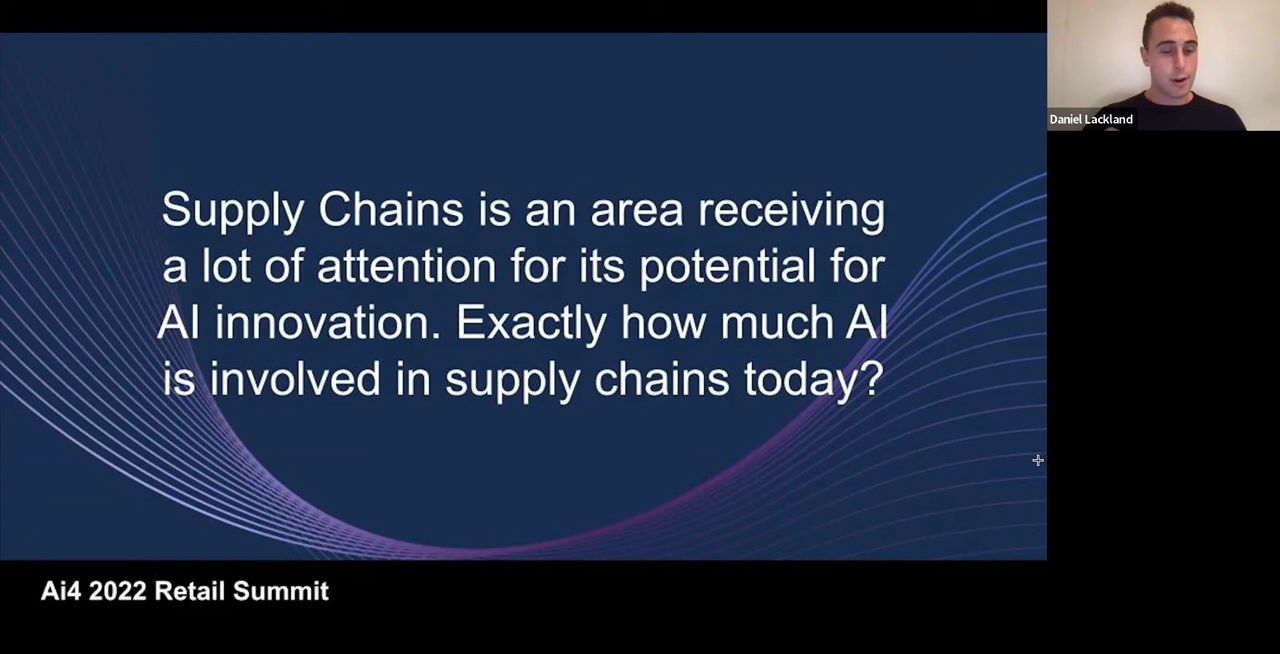 Daniel Lackland
Supply Chains is an area receiving
a lot of attention for its potential for
AI innovation. Exactly how much AI
is involved in supply chains today?
Ai4 2022 Retail Summit